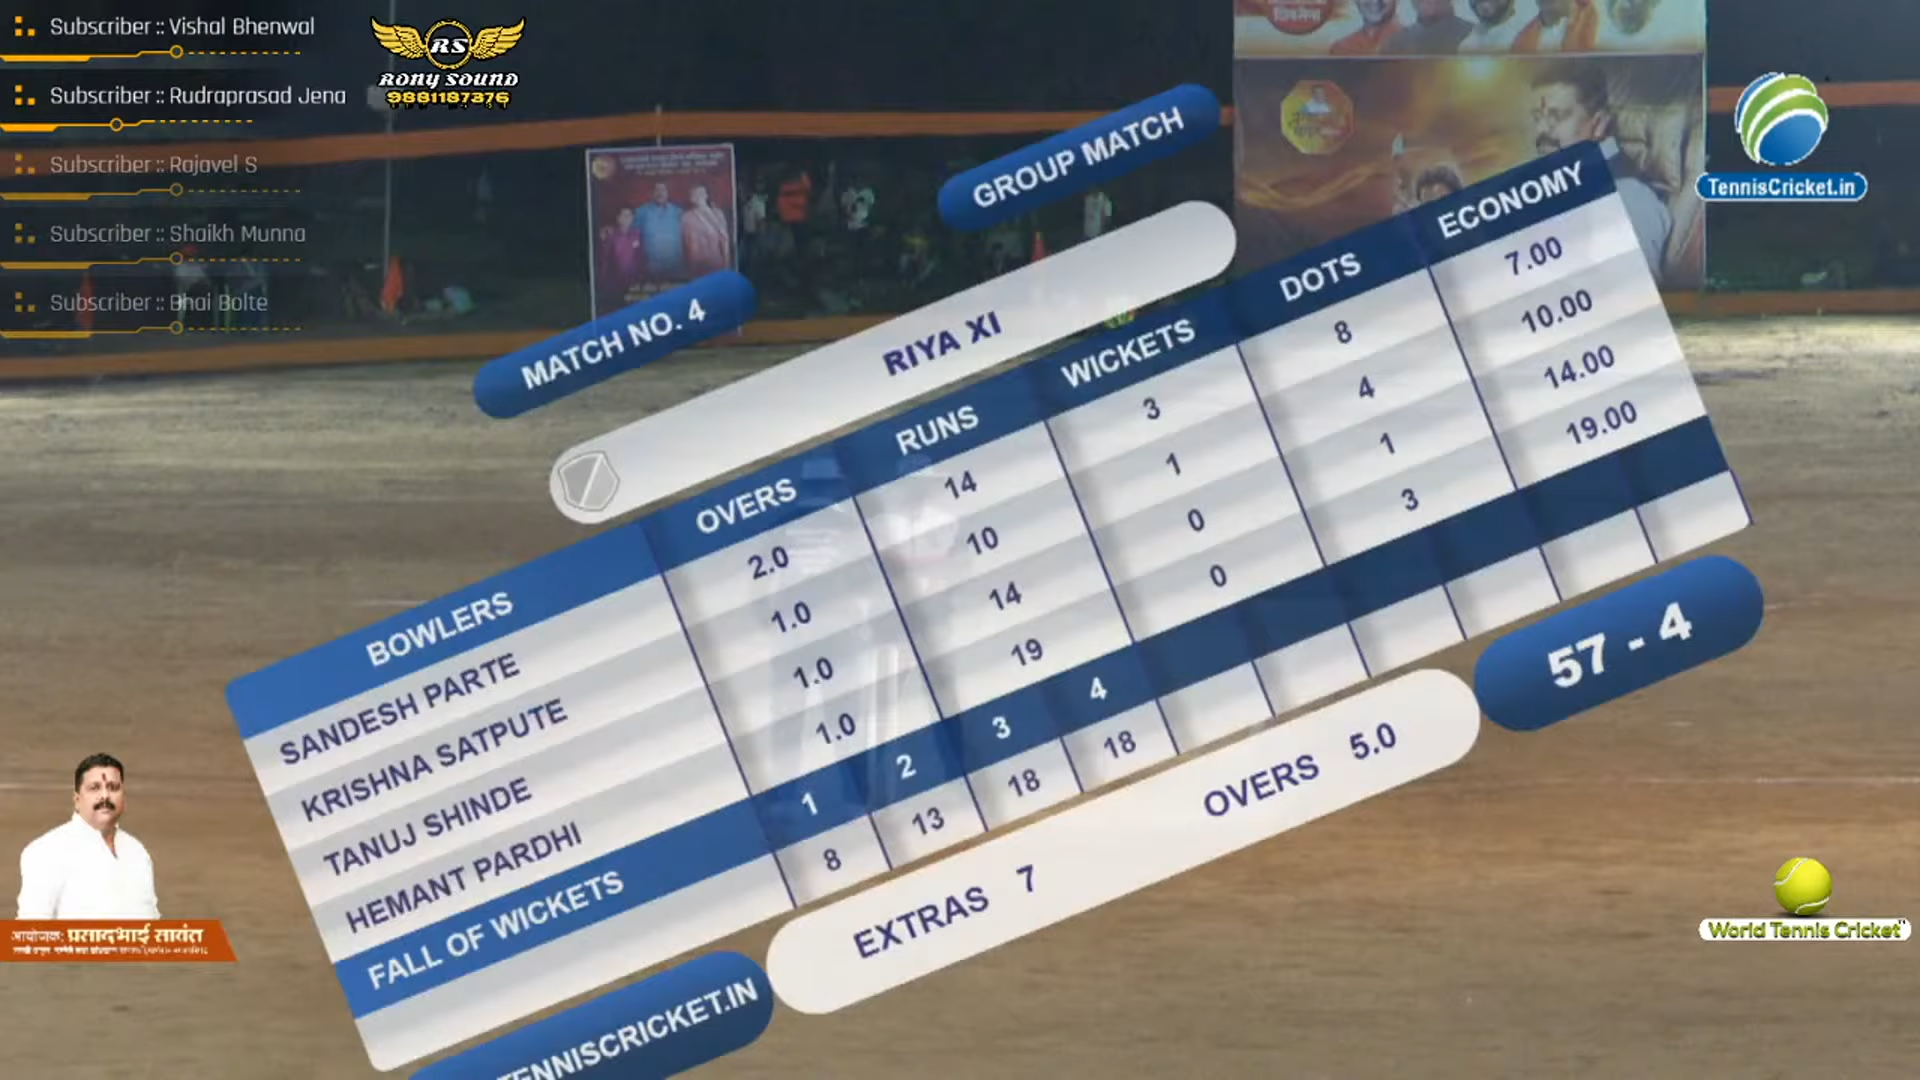 Subscriber :: Vishal Bhenwal
Subscriber :: Rudraprasad Jena
Subscriber :: Rajavel S
Subscriber :: Shaikh Munna
Subscriber :: Bhai Bolte
RS
RONY SOUND
9881187376
TennisCricket.in
GROUP MATCH
MATCH NO. 4
RIYA XI
BOWLERS OVERS RUNS WICKETS DOTS ECONOMY
SANDESH PARTE 2.0 14 3 8 7.00
KRISHNA SATPUTE 1.0 10 1 4 10.00
TANUJ SHINDE 1.0 14 0 1 14.00
HEMANT PARDHI 1.0 19 0 3 19.00
FALL OF WICKETS 1 2 3 4
8 13 18 18
57 - 4
EXTRAS 7 OVERS 5.0
TENNISCRICKET.IN
आयोजक: प्रसादभाई सावंत
World Tennis Cricket